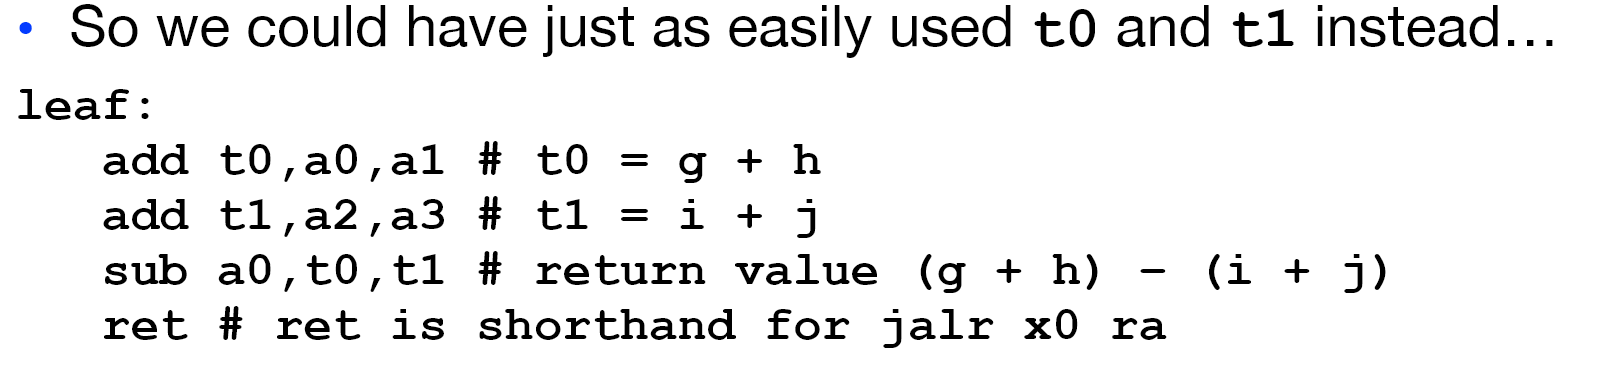 • So we could have just as easily used t0 and t1 instead…
leaf:
add t0,a0,a1 # t0 = g + h
add t1,a2,a3 # t1 = i + j
sub a0,t0,t1 # return value (g + h) – (i + j)
ret # ret is shorthand for jalr x0 ra